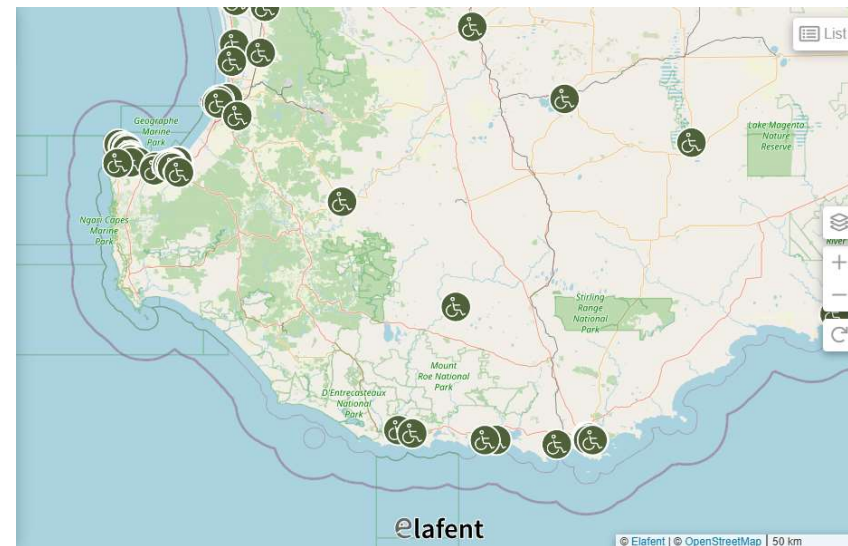 List
Geographe
Marine
Park
Lake Magenta
Nature
Reserve
Ngari Capes
Marine
Park
River
Stirling
Range
National
Park
Mount
Roe National
Park
D'Entrecasteaux
National
Park
elafent
© Elafent | © OpenStreetMap | 50 km